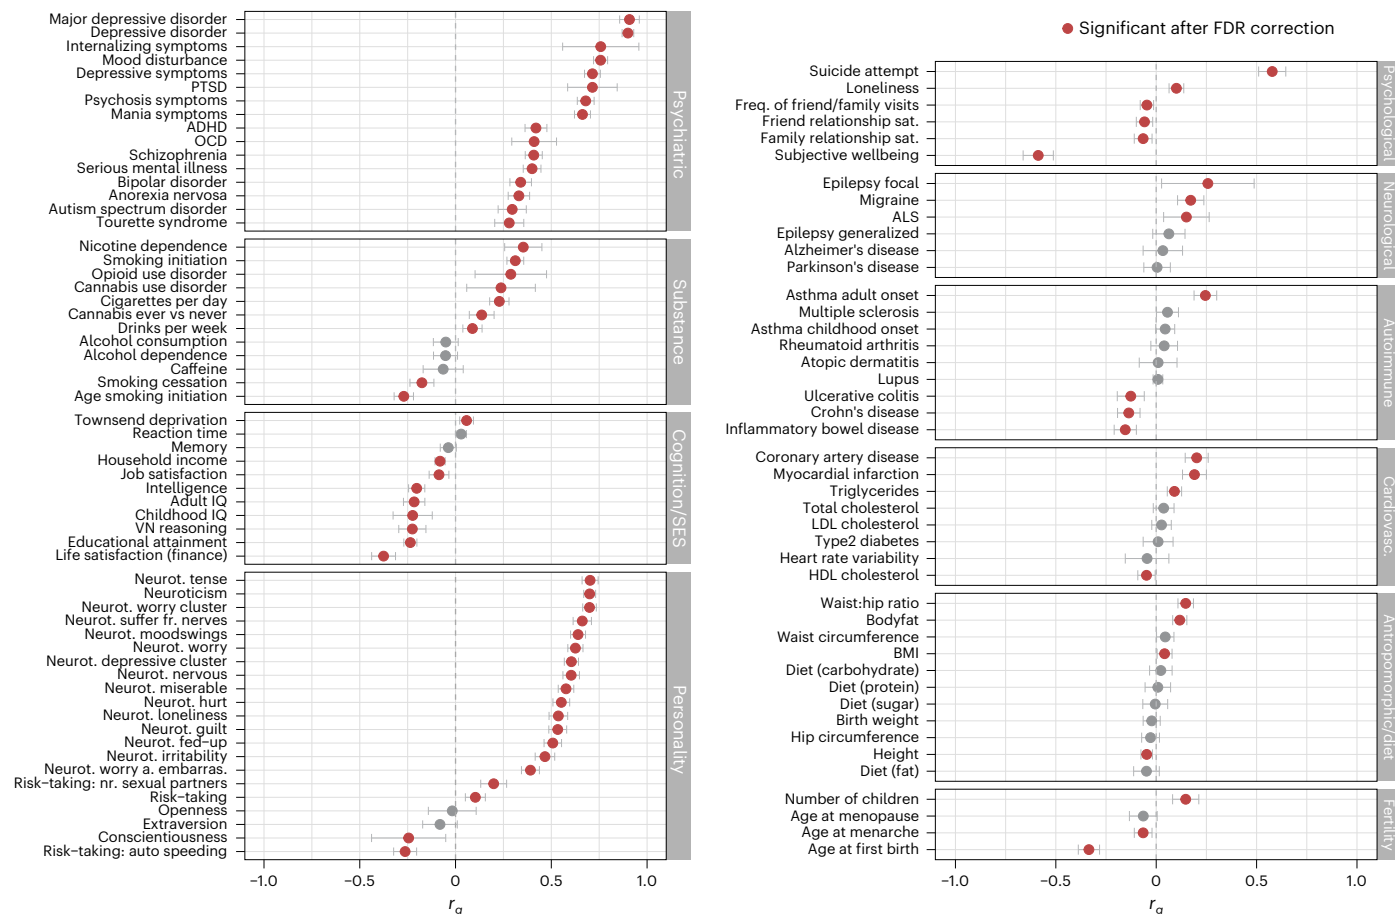 Major depressive disorder
Depressive disorder
Internalizing symptoms
Mood disturbance
Depressive symptoms
PTSD
Psychosis symptoms
Mania symptoms
ADHD
OCD
Schizophrenia
Serious mental illness
Bipolar disorder
Anorexia nervosa
Autism spectrum disorder
Tourette syndrome
Psychiatric
Nicotine dependence
Smoking initiation
Opioid use disorder
Cannabis use disorder
Cigarettes per day
Cannabis ever vs never
Drinks per week
Alcohol consumption
Alcohol dependence
Caffeine
Smoking cessation
Age smoking initiation
Substance
Townsend deprivation
Reaction time
Memory
Household income
Job satisfaction
Intelligence
Adult IQ
Childhood IQ
VN reasoning
Educational attainment
Life satisfaction (finance)
Cognition/SES
Neurot. tense
Neuroticism
Neurot. worry cluster
Neurot. suffer fr. nerves
Neurot. moodswings
Neurot. worry
Neurot. depressive cluster
Neurot. nervous
Neurot. miserable
Neurot. hurt
Neurot. loneliness
Neurot. guilt
Neurot. fed-up
Neurot. irritability
Neurot. worry a. embarras.
Risk-taking: nr. sexual partners
Risk-taking
Openness
Extraversion
Conscientiousness
Risk-taking: auto speeding
Personality
−1.0 −0.5 0 0.5 1.0
r_g
Significant after FDR correction
Suicide attempt
Loneliness
Freq. of friend/family visits
Friend relationship sat.
Family relationship sat.
Subjective wellbeing
Psychological
Epilepsy focal
Migraine
ALS
Epilepsy generalized
Alzheimer's disease
Parkinson's disease
Neurological
Asthma adult onset
Multiple sclerosis
Asthma childhood onset
Rheumatoid arthritis
Atopic dermatitis
Lupus
Ulcerative colitis
Crohn's disease
Inflammatory bowel disease
Autoimmune
Coronary artery disease
Myocardial infarction
Triglycerides
Total cholesterol
LDL cholesterol
Type2 diabetes
Heart rate variability
HDL cholesterol
Cardiovasc.
Waist:hip ratio
Bodyfat
Waist circumference
BMI
Diet (carbohydrate)
Diet (protein)
Diet (sugar)
Birth weight
Hip circumference
Height
Diet (fat)
Antropomorphic/diet
Number of children
Age at menopause
Age at menarche
Age at first birth
Fertility
−1.0 −0.5 0 0.5 1.0
r_g